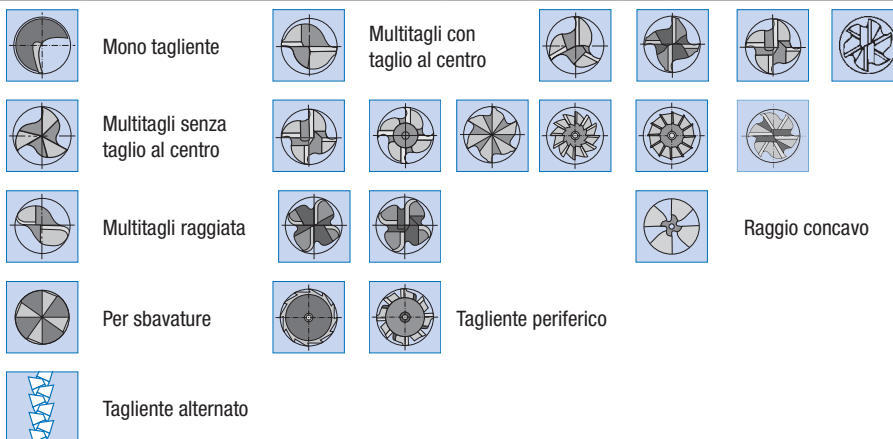 Mono tagliente
Multitagli con
taglio al centro
Multitagli senza
taglio al centro
Multitagli raggiata
Raggio concavo
Per sbavature
Tagliente periferico
Tagliente alternato